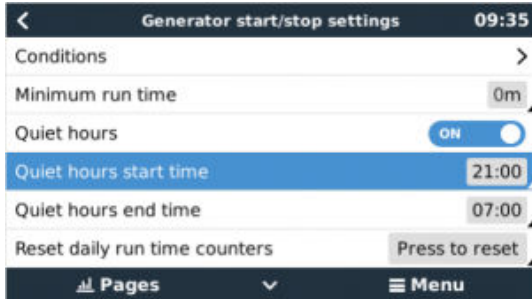 Generator start/stop settings 09:35
Conditions
Minimum run time 0m
Quiet hours ON
Quiet hours start time 21:00
Quiet hours end time 07:00
Reset daily run time counters Press to reset
Pages Menu